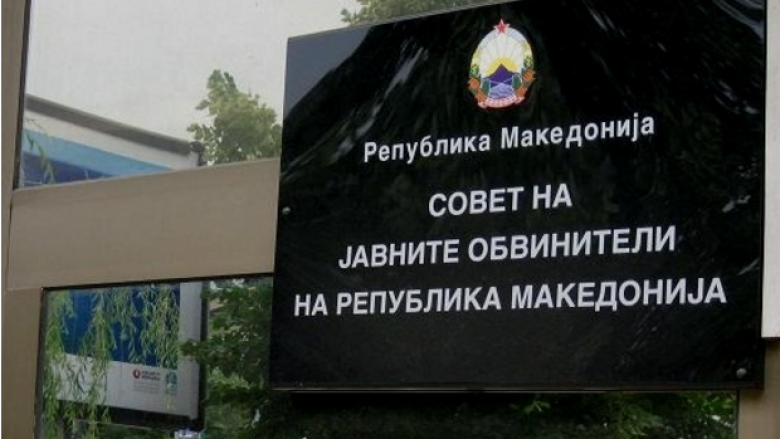 Република Македонија
СОВЕТ НА
ЈАВНИТЕ ОБВИНИТЕЛИ
НА РЕПУБЛИКА МАКЕДОНИЈА